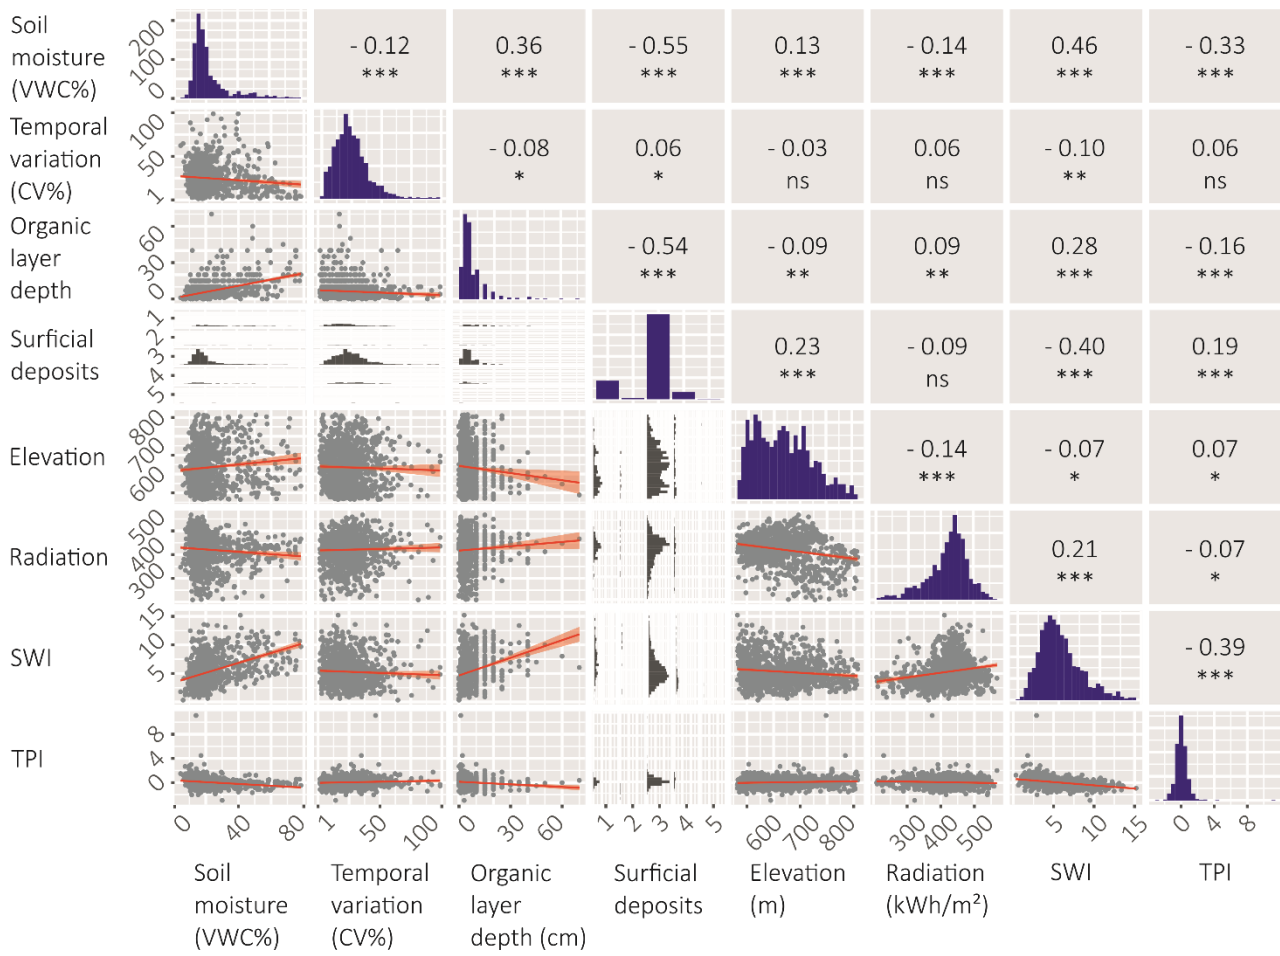 Soil
moisture
(VWC%)
200
100
0
- 0.12
***
0.36
***
- 0.55
***
0.13
***
- 0.14
***
0.46
***
- 0.33
***
Temporal
variation
(CV%)
100
50
1
- 0.08
*
0.06
*
- 0.03
ns
0.06
ns
- 0.10
**
0.06
ns
Organic
layer
depth
60
30
0
- 0.54
***
- 0.09
**
0.09
**
0.28
***
- 0.16
***
Surficial
deposits
1
2
3
4
5
0.23
***
- 0.09
ns
- 0.40
***
0.19
***
Elevation
800
700
600
- 0.14
***
- 0.07
*
0.07
*
Radiation
500
400
300
0.21
***
- 0.07
*
SWI
15
10
5
- 0.39
***
TPI
8
4
0
0 40 80
1 50 100
0 30 60
1 2 3 4 5
600 700 800
300 400 500
5 10 15
0 4 8
Soil
moisture
(VWC%)
Temporal
variation
(CV%)
Organic
layer
depth (cm)
Surficial
deposits
Elevation
(m)
Radiation
(kWh/m²)
SWI
TPI